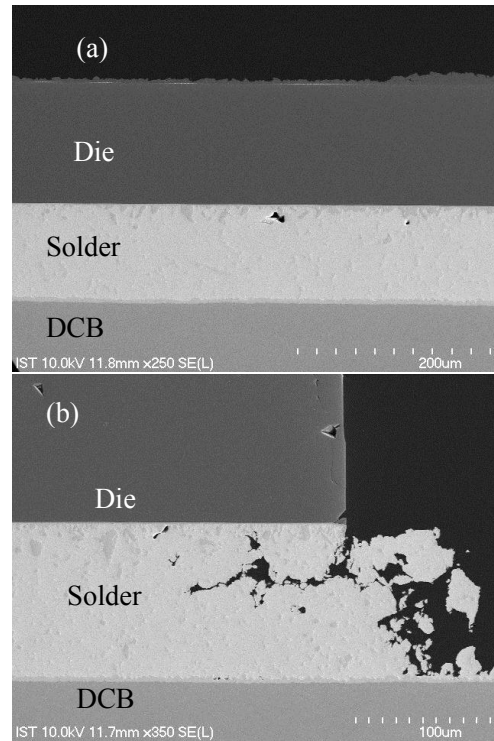 (a)
Die
Solder
DCB
IST 10.0kV 11.8mm x250 SE(L)
200um
(b)
Die
Solder
DCB
IST 10.0kV 11.7mm x350 SE(L)
100um